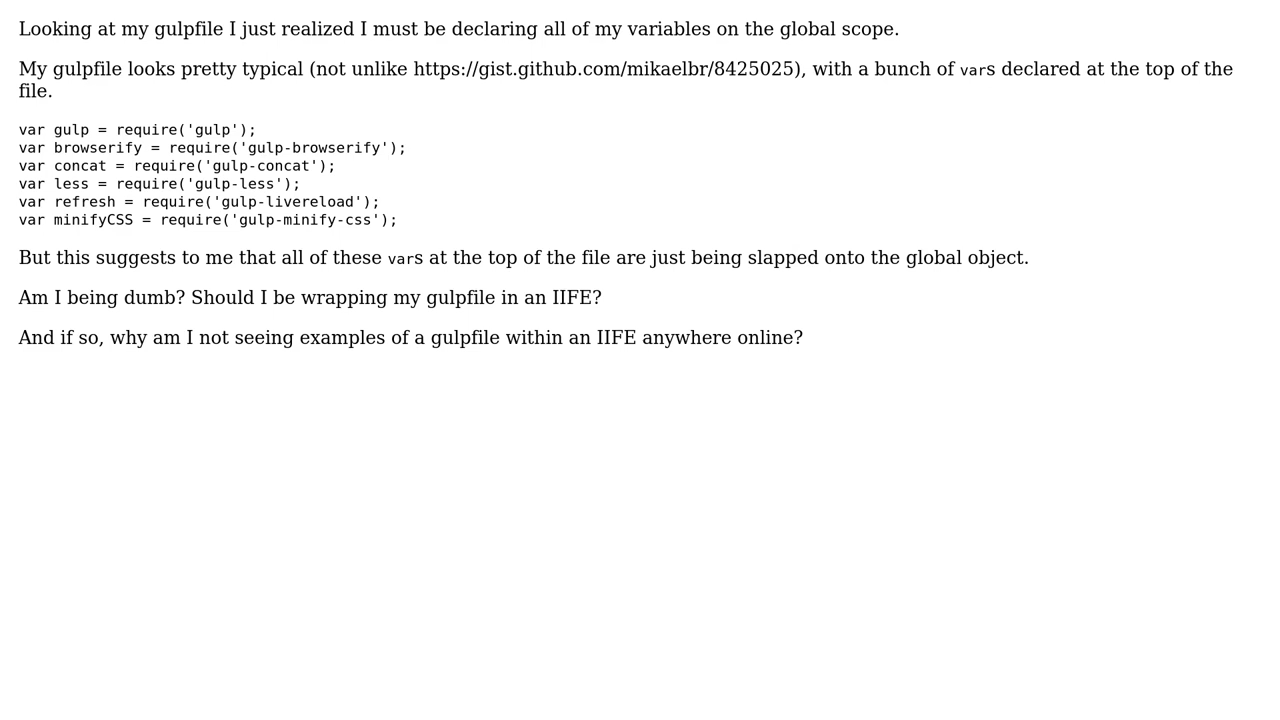 Looking at my gulpfile I just realized I must be declaring all of my variables on the global scope.
My gulpfile looks pretty typical (not unlike https://gist.github.com/mikaelbr/8425025), with a bunch of vars declared at the top of the
file.
var gulp = require('gulp');
var browserify = require('gulp-browserify');
var concat = require('gulp-concat');
var less = require('gulp-less');
var refresh = require('gulp-livereload');
var minifyCSS = require('gulp-minify-css');
But this suggests to me that all of these vars at the top of the file are just being slapped onto the global object.
Am I being dumb? Should I be wrapping my gulpfile in an IIFE?
And if so, why am I not seeing examples of a gulpfile within an IIFE anywhere online?